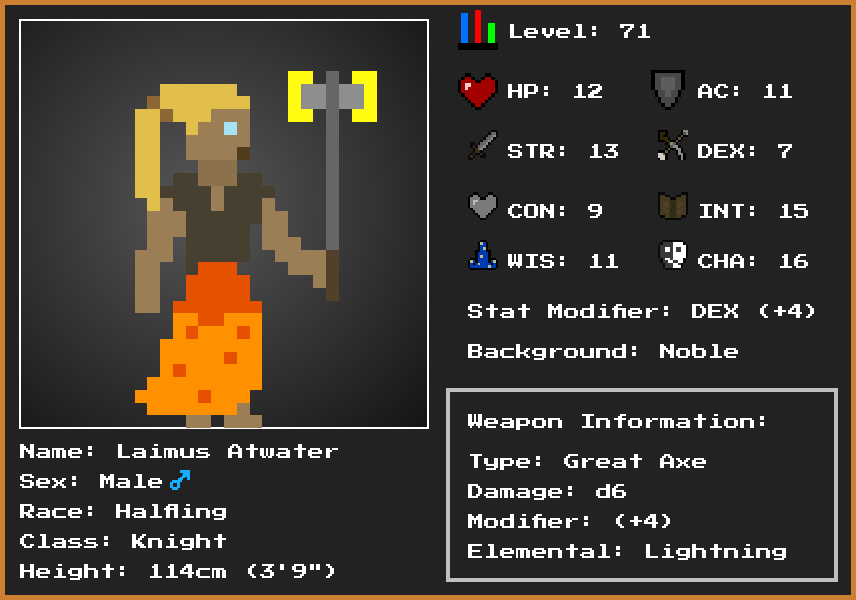 Level: 71
HP: 12
AC: 11
STR: 13
DEX: 7
CON: 9
INT: 15
WIS: 11
CHA: 16
Stat Modifier: DEX (+4)
Background: Noble
Weapon Information:
Type: Great Axe
Damage: d6
Modifier: (+4)
Elemental: Lightning
Name: Laimus Atwater
Sex: Male♂
Race: Halfling
Class: Knight
Height: 114cm (3'9")